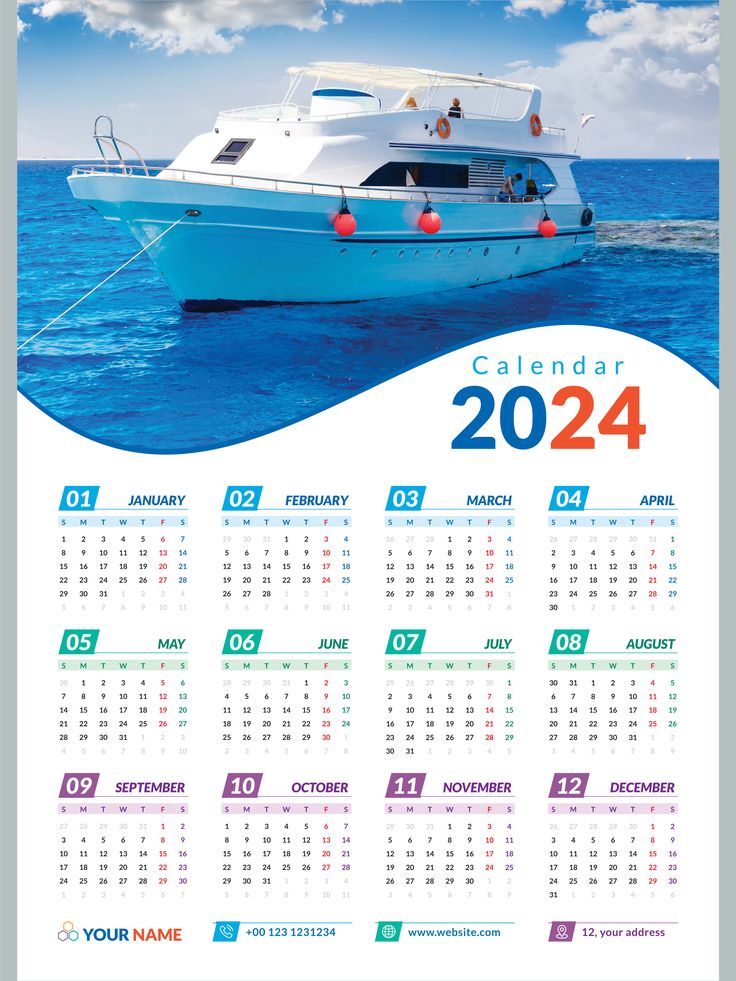 Calendar
2024
01 JANUARY
S M T W T F S
1 2 3 4 5 6 7
8 9 10 11 12 13 14
15 16 17 18 19 20 21
22 23 24 25 26 27 28
29 30 31 1 2 3 4
5 6 7 8 9 10 11
02 FEBRUARY
S M T W T F S
29 30 31 1 2 3 4
5 6 7 8 9 10 11
12 13 14 15 16 17 18
19 20 21 22 23 24 25
26 27 28 1 2 3 4
5 6 7 8 9 10 11
03 MARCH
S M T W T F S
26 27 28 1 2 3 4
5 6 7 8 9 10 11
12 13 14 15 16 17 18
19 20 21 22 23 24 25
26 27 28 29 30 31 1
2 3 4 5 6 7 8
04 APRIL
S M T W T F S
26 27 28 29 30 31 1
2 3 4 5 6 7 8
9 10 11 12 13 14 15
16 17 18 19 20 21 22
23 24 25 26 27 28 29
30 1 2 3 4 5 6
05 MAY
S M T W T F S
30 1 2 3 4 5 6
7 8 9 10 11 12 13
14 15 16 17 18 19 20
21 22 23 24 25 26 27
28 29 30 31 1 2 3
4 5 6 7 8 9 10
06 JUNE
S M T W T F S
28 29 30 31 1 2 3
4 5 6 7 8 9 10
11 12 13 14 15 16 17
18 19 20 21 22 23 24
25 26 27 28 29 30 1
2 3 4 5 6 7 8
07 JULY
S M T W T F S
25 26 27 28 29 30 1
2 3 4 5 6 7 8
9 10 11 12 13 14 15
16 17 18 19 20 21 22
23 24 25 26 27 28 29
30 31 1 2 3 4 5
08 AUGUST
S M T W T F S
30 31 1 2 3 4 5
6 7 8 9 10 11 12
13 14 15 16 17 18 19
20 21 22 23 24 25 26
27 28 29 30 31 1 2
3 4 5 6 7 8 9
09 SEPTEMBER
S M T W T F S
27 28 29 30 31 1 2
3 4 5 6 7 8 9
10 11 12 13 14 15 16
17 18 19 20 21 22 23
24 25 26 27 28 29 30
1 2 3 4 5 6 7
10 OCTOBER
S M T W T F S
1 2 3 4 5 6 7
8 9 10 11 12 13 14
15 16 17 18 19 20 21
22 23 24 25 26 27 28
29 30 31 1 2 3 4
5 6 7 8 9 10 11
11 NOVEMBER
S M T W T F S
29 30 31 1 2 3 4
5 6 7 8 9 10 11
12 13 14 15 16 17 18
19 20 21 22 23 24 25
26 27 28 29 30 1 2
3 4 5 6 7 8 9
12 DECEMBER
S M T W T F S
26 27 28 29 30 1 2
3 4 5 6 7 8 9
10 11 12 13 14 15 16
17 18 19 20 21 22 23
24 25 26 27 28 29 30
31 1 2 3 4 5 6
YOUR NAME
+00 123 1231234
www.website.com
12, your address